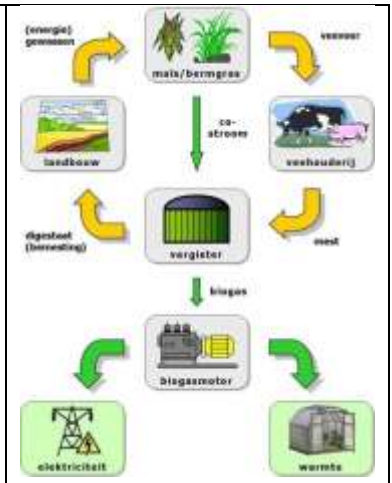 (energie)
gewassen
veevoer
mais/bermgras
co-
stroom
landbouw
veehouderij
digestaat
(bemesting)
mest
vergister
biogas
biogasmotor
elektriciteit
warmte